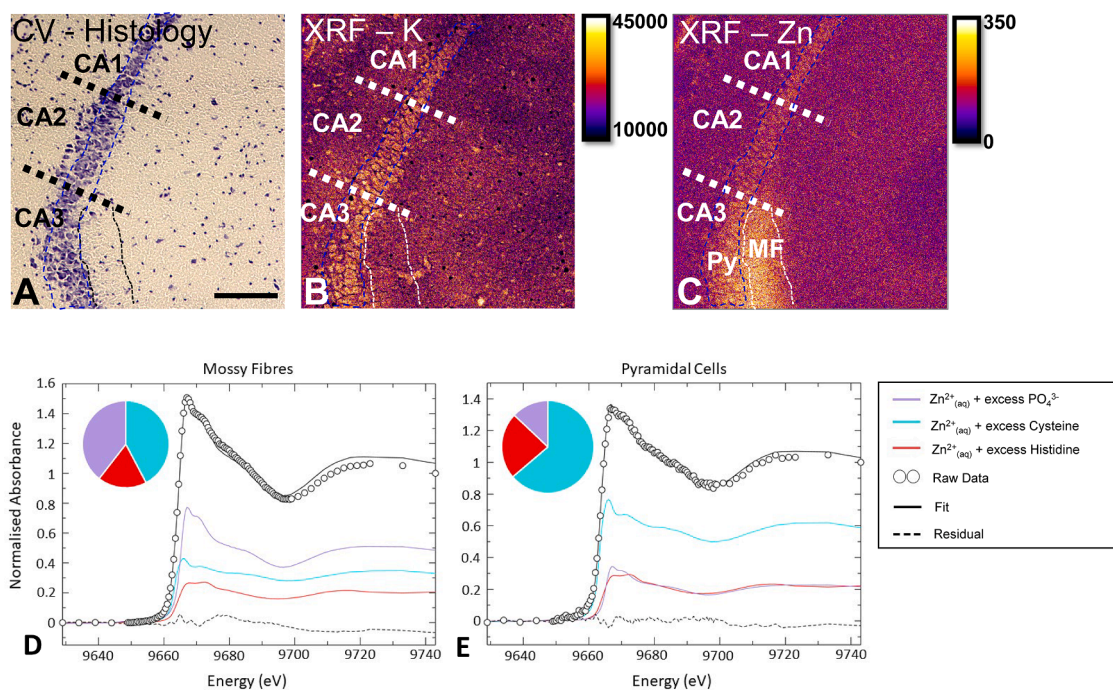 CV - Histology
CA1
CA2
CA3
A
XRF – K
CA1
CA2
CA3
B
45000
10000
XRF – Zn
CA1
CA2
CA3
MF
Py
C
350
0
Mossy Fibres
Normalised Absorbance
1.6
1.4
1.2
1.0
0.8
0.6
0.4
0.2
0
9640
9660
9680
9700
9720
9740
Energy (eV)
D
Pyramidal Cells
1.6
1.4
1.2
1
0.8
0.6
0.4
0.2
0
9640
9660
9680
9700
9720
9740
Energy (eV)
E
Zn²⁺(aq) + excess PO₄³⁻
Zn²⁺(aq) + excess Cysteine
Zn²⁺(aq) + excess Histidine
Raw Data
Fit
Residual